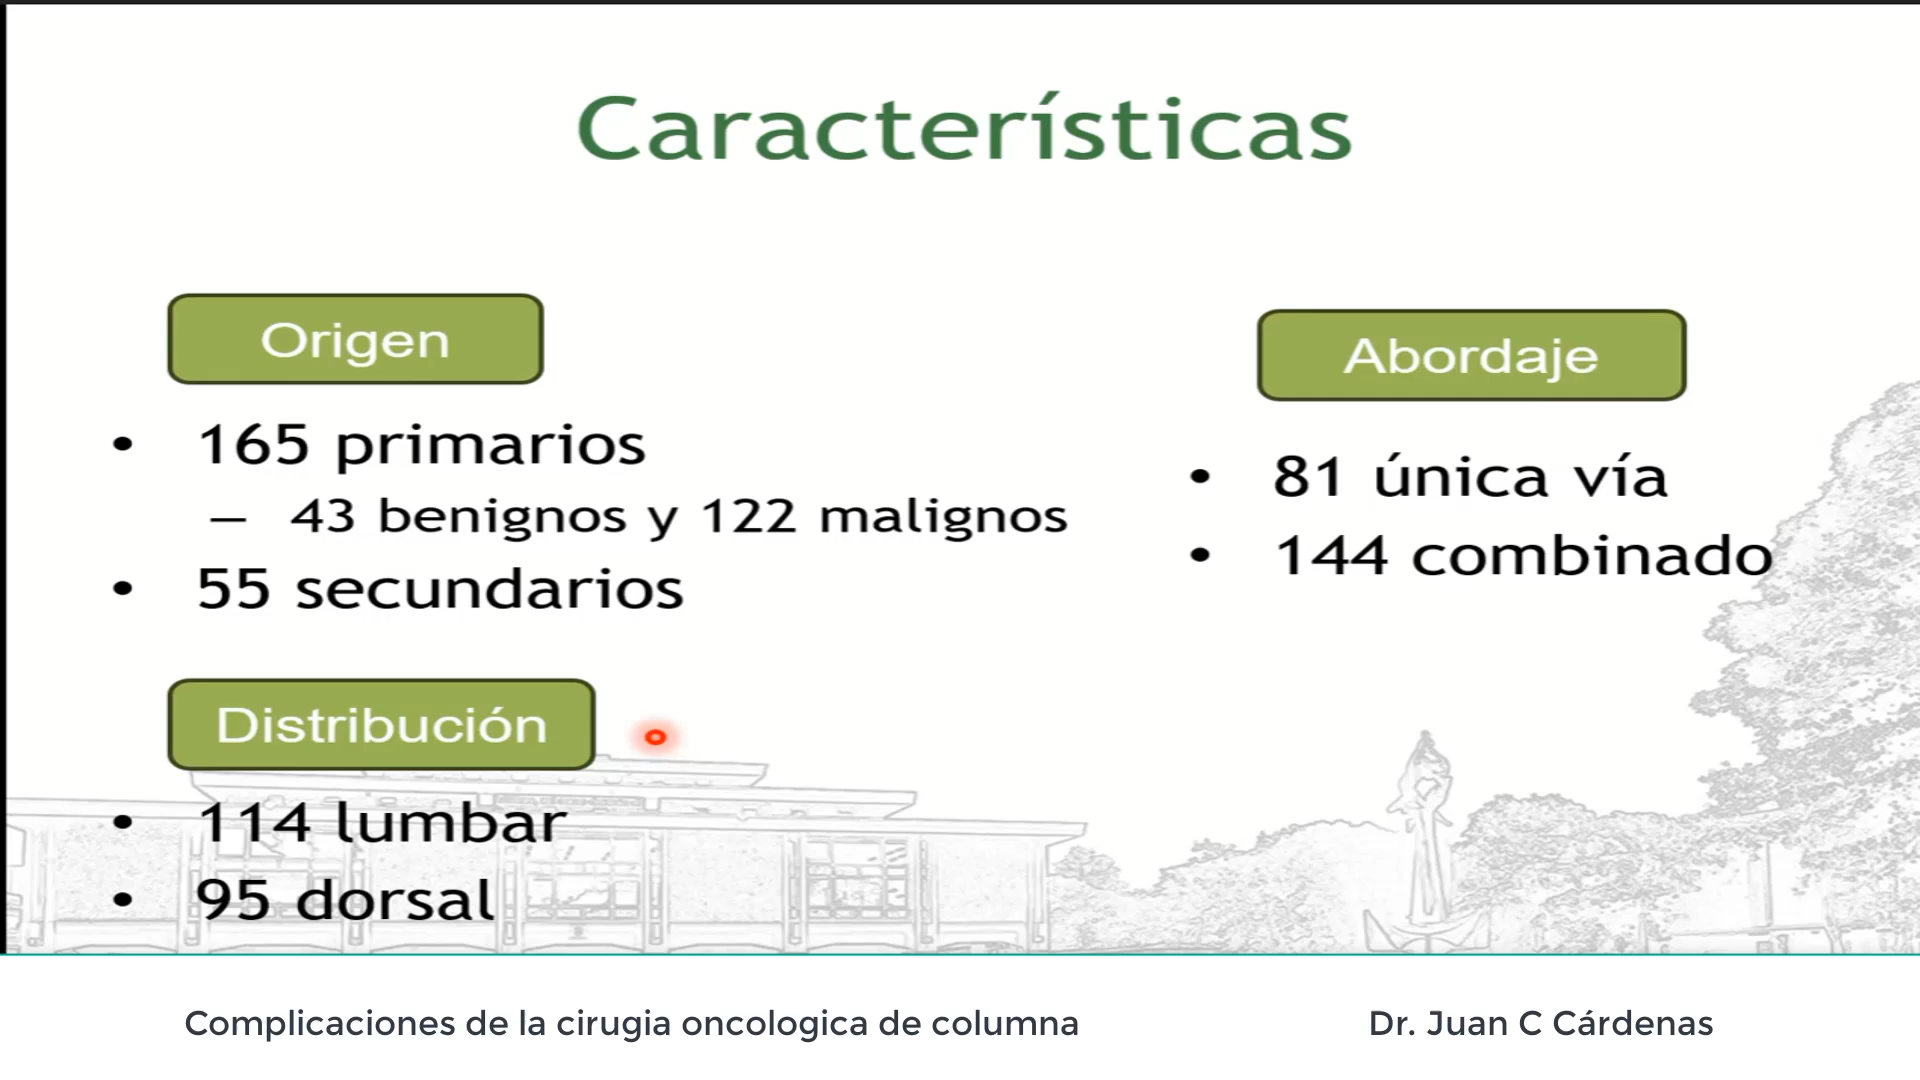 Características
Origen
• 165 primarios
– 43 benignos y 122 malignos
• 55 secundarios
Distribución
• 114 lumbar
• 95 dorsal
Abordaje
• 81 única vía
• 144 combinado
Complicaciones de la cirugia oncologica de columna
Dr. Juan C Cárdenas